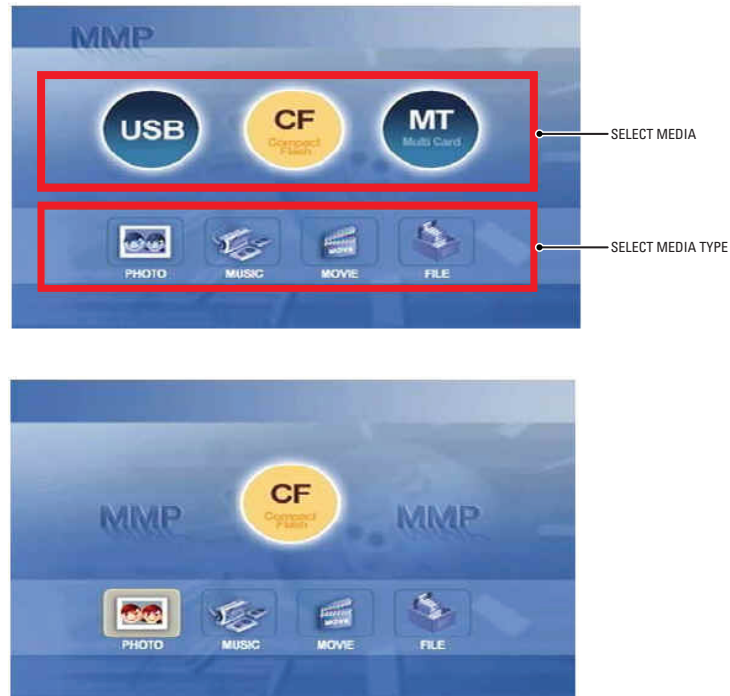 MMP
USB
CF
Compact
Flash
MT
Multi Card
SELECT MEDIA
PHOTO
MUSIC
MOVIE
FILE
SELECT MEDIA TYPE
CF
Compact
Flash
MMP
MMP
PHOTO
MUSIC
MOVIE
FILE